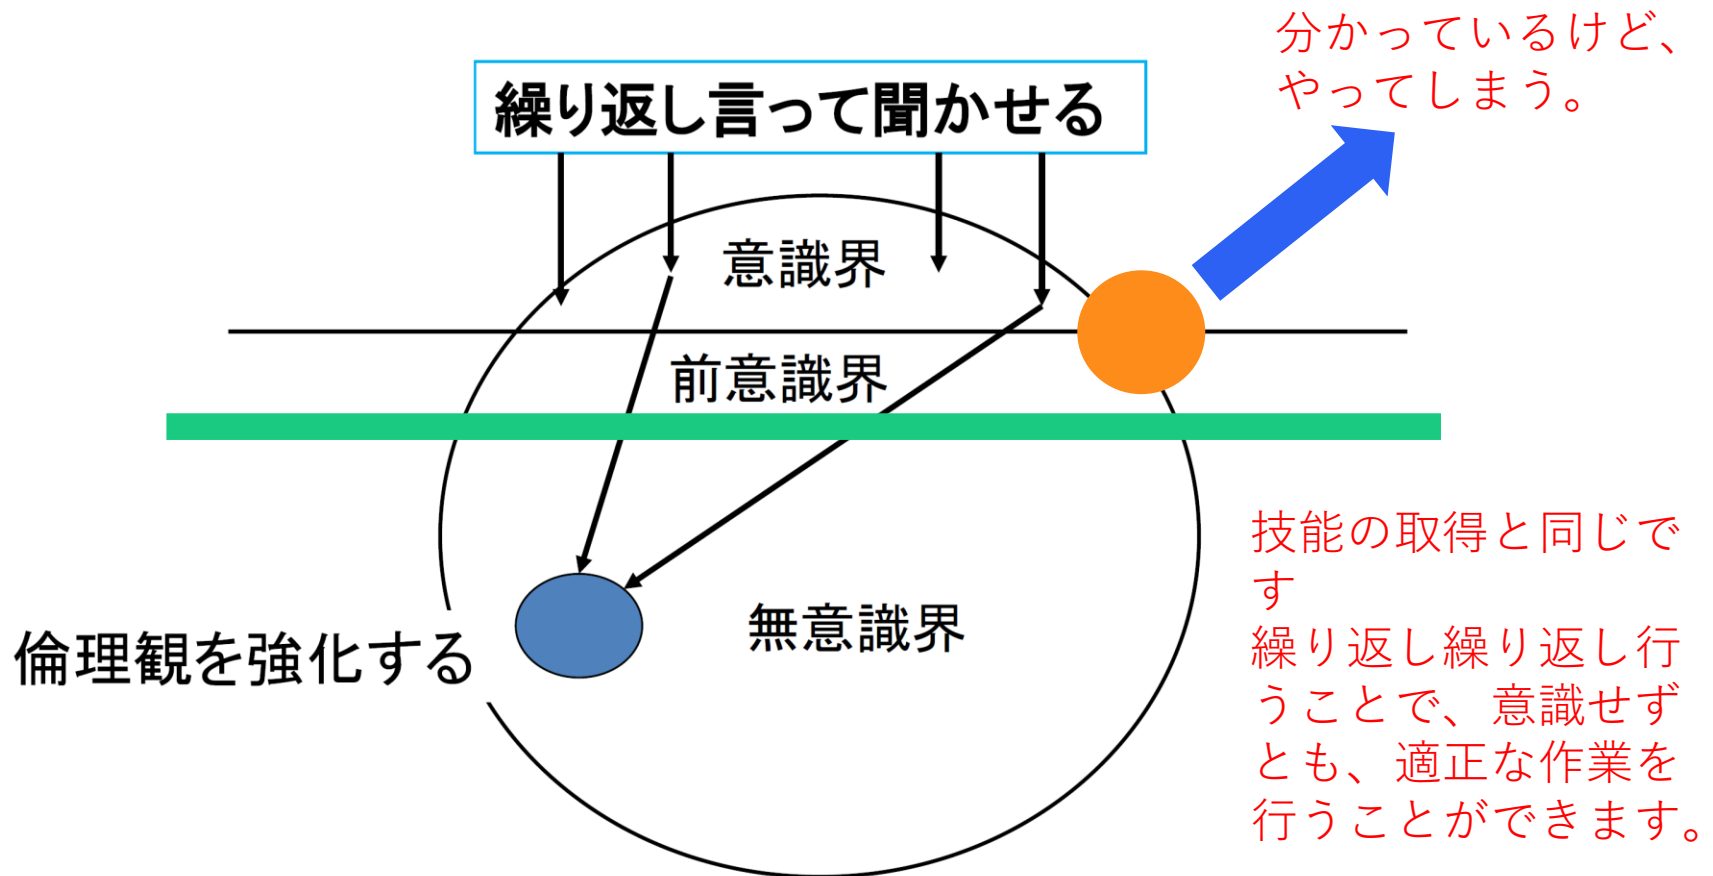 分かっているけど、
やってしまう。
繰り返し言って聞かせる
意識界
前意識界
無意識界
倫理観を強化する
技能の取得と同じで
す
繰り返し繰り返し行
うことで、意識せず
とも、適正な作業を
行うことができます。